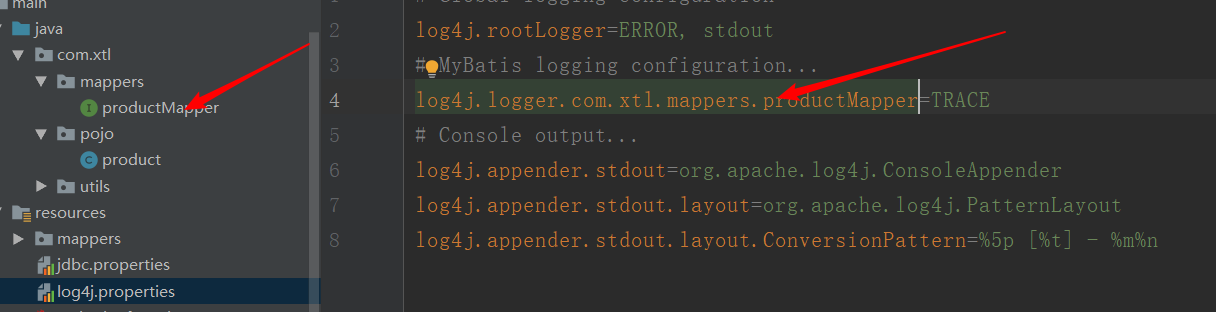 main
java
com.xtl
mappers
productMapper
pojo
product
utils
resources
mappers
jdbc.properties
log4j.properties
2 log4j.rootLogger=ERROR, stdout
3 # MyBatis logging configuration...
4 log4j.logger.com.xtl.mappers.productMapper=TRACE
5 # Console output...
6 log4j.appender.stdout=org.apache.log4j.ConsoleAppender
7 log4j.appender.stdout.layout=org.apache.log4j.PatternLayout
8 log4j.appender.stdout.layout.ConversionPattern=%5p [%t] - %m%n